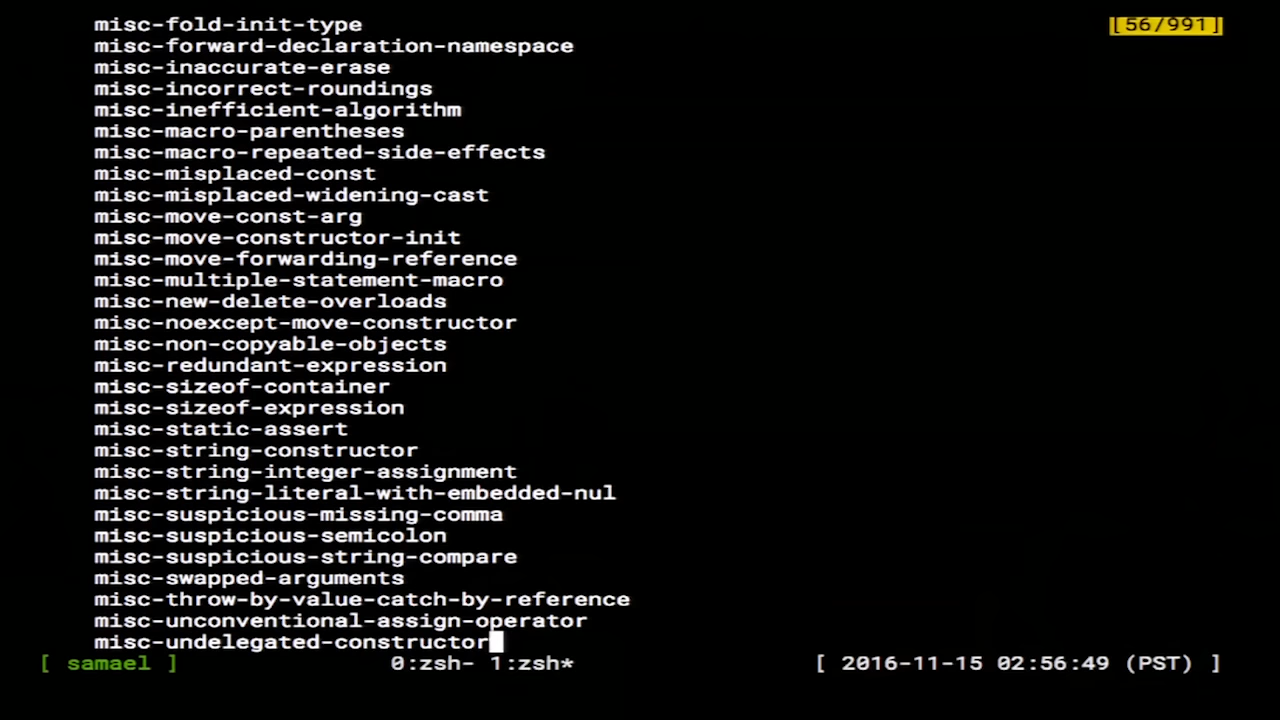 misc-fold-init-type [56/991]
misc-forward-declaration-namespace
misc-inaccurate-erase
misc-incorrect-roundings
misc-inefficient-algorithm
misc-macro-parentheses
misc-macro-repeated-side-effects
misc-misplaced-const
misc-misplaced-widening-cast
misc-move-const-arg
misc-move-constructor-init
misc-move-forwarding-reference
misc-multiple-statement-macro
misc-new-delete-overloads
misc-noexcept-move-constructor
misc-non-copyable-objects
misc-redundant-expression
misc-sizeof-container
misc-sizeof-expression
misc-static-assert
misc-string-constructor
misc-string-integer-assignment
misc-string-literal-with-embedded-nul
misc-suspicious-missing-comma
misc-suspicious-semicolon
misc-suspicious-string-compare
misc-swapped-arguments
misc-throw-by-value-catch-by-reference
misc-unconventional-assign-operator
misc-undelegated-constructor
[ samael ] 0:zsh- 1:zsh* [ 2016-11-15 02:56:49 (PST) ]